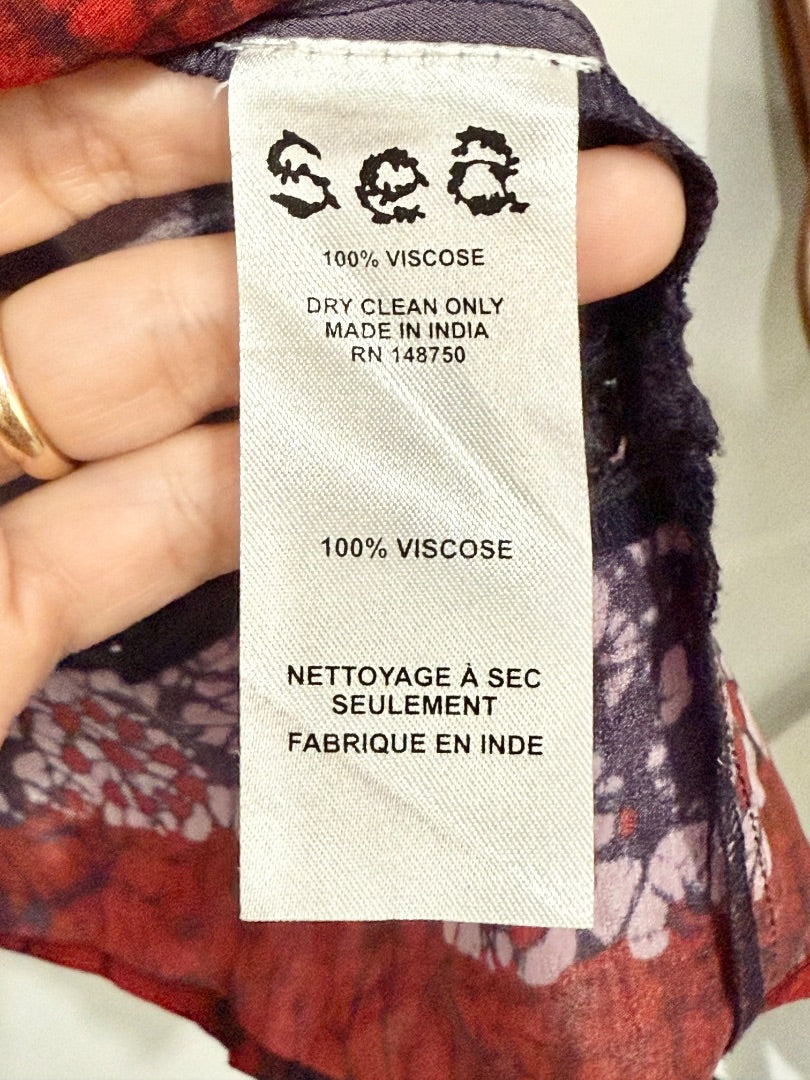 sea
100% VISCOSE
DRY CLEAN ONLY
MADE IN INDIA
RN 148750
100% VISCOSE
NETTOYAGE À SEC
SEULEMENT
FABRIQUE EN INDE